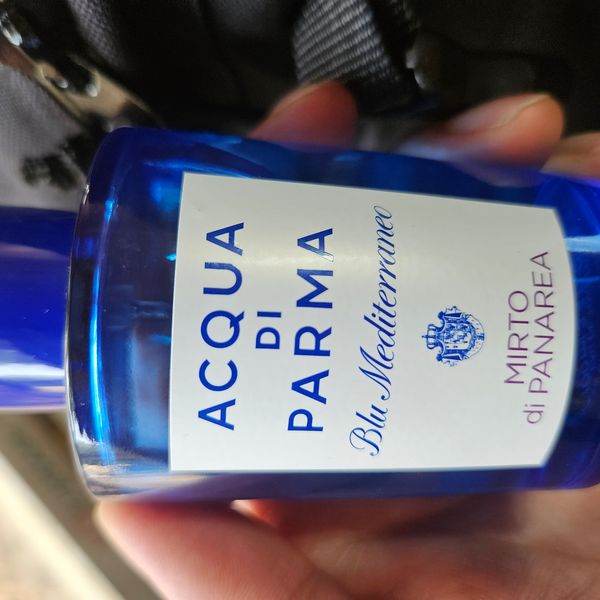 ACQUA
DI
PARMA
Blu Mediterraneo
MIRTO
di PANAREA